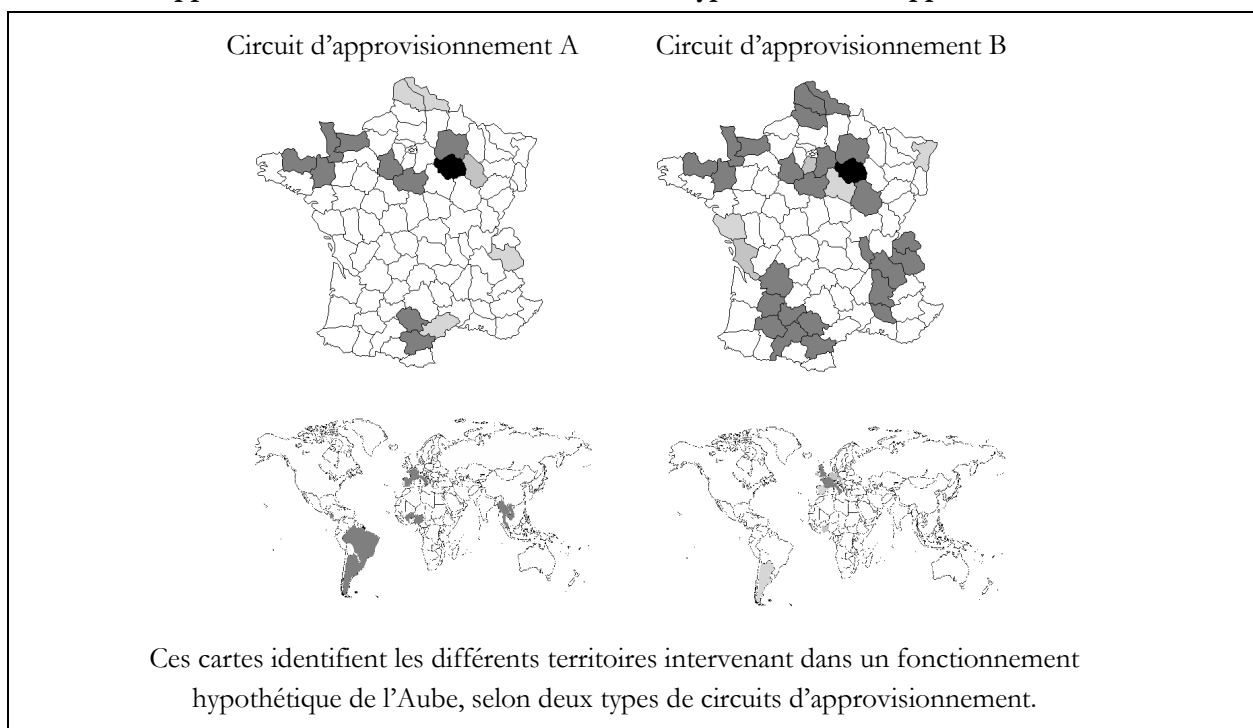 Circuit d’approvisionnement A
Circuit d’approvisionnement B
Ces cartes identifient les différents territoires intervenant dans un fonctionnement
hypothétique de l’Aube, selon deux types de circuits d’approvisionnement.